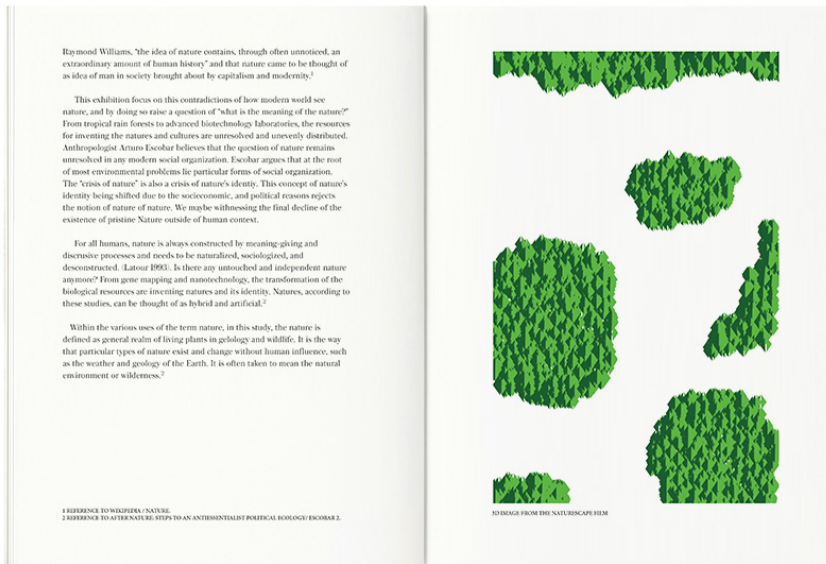 Raymond Williams, "the idea of nature contains, through often unnoticed, an
extraordinary amount of human history" and that nature came to be thought of
as idea of man in society brought about by capitalism and modernity.1
This exhibition focus on this contradictions of how modern world see
nature, and by doing so raise a question of "what is the meaning of the nature?"
From tropical rain forests to advanced biotechnology laboratories, the resources
for inventing the natures and cultures are unresolved and unevenly distributed.
Anthropologist Arturo Escobar believes that the question of nature remains
unresolved in any modern social organization. Escobar argues that at the root
of most environmental problems lie particular forms of social organization.
The "crisis of nature" is also a crisis of nature's identy. This concept of nature's
identity being shifted due to the socioeconomic, and political reasons rejects
the notion of nature of nature. We maybe withnessing the final decline of the
existence of pristine Nature outside of human context.
For all humans, nature is always constructed by meaning-giving and
discrusive processes and needs to be naturalized, sociologized, and
desconstructed. (Latour 1993). Is there any untouched and independent nature
anymore? From gene mapping and nanotechnology, the transformation of the
biological resources are inventing natures and its identity. Natures, according to
these studies, can be thought of as hybrid and artificial.2
Within the various uses of the term nature, in this study, the nature is
defined as general realm of living plants in gelology and wildlife. It is the way
that particular types of nature exist and change without human influence, such
as the weather and geology of the Earth. It is often taken to mean the natural
environment or wilderness.2
1 REFERENCE TO WIKIPEDIA / NATURE.
2 REFERENCE TO AFTER NATURE: STEPS TO AN ANTIESSENTIALIST POLITICAL ECOLOGY/ ESCOBAR 2.
3D IMAGE FROM THE NATURESCAPE FILM